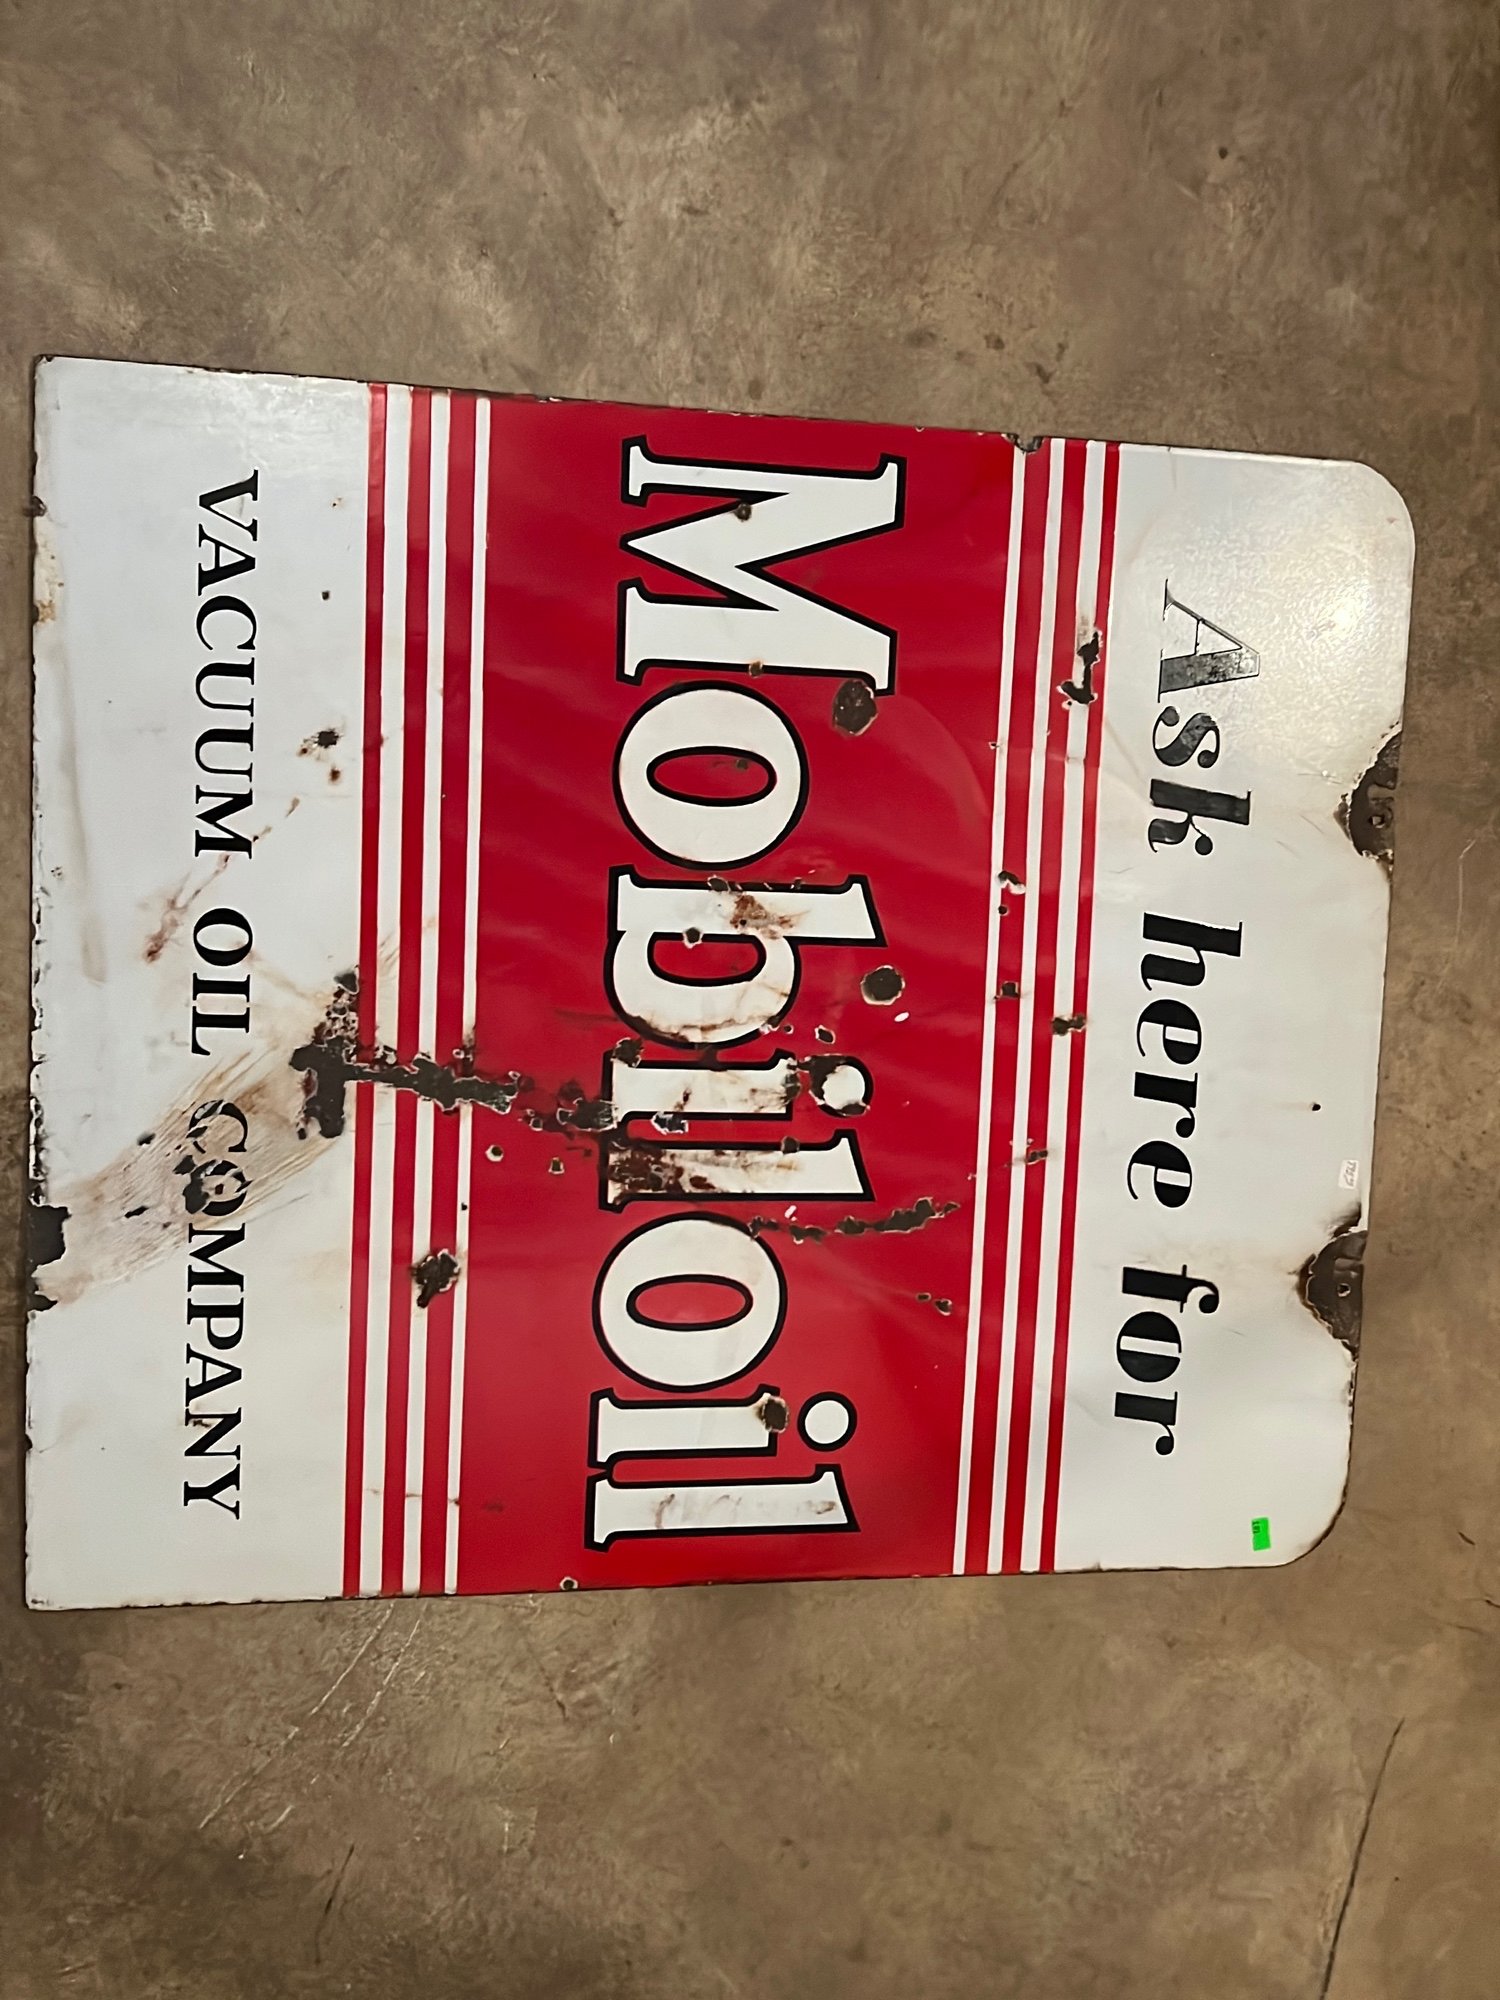 Ask here for
Mobiloil
VACUUM OIL COMPANY